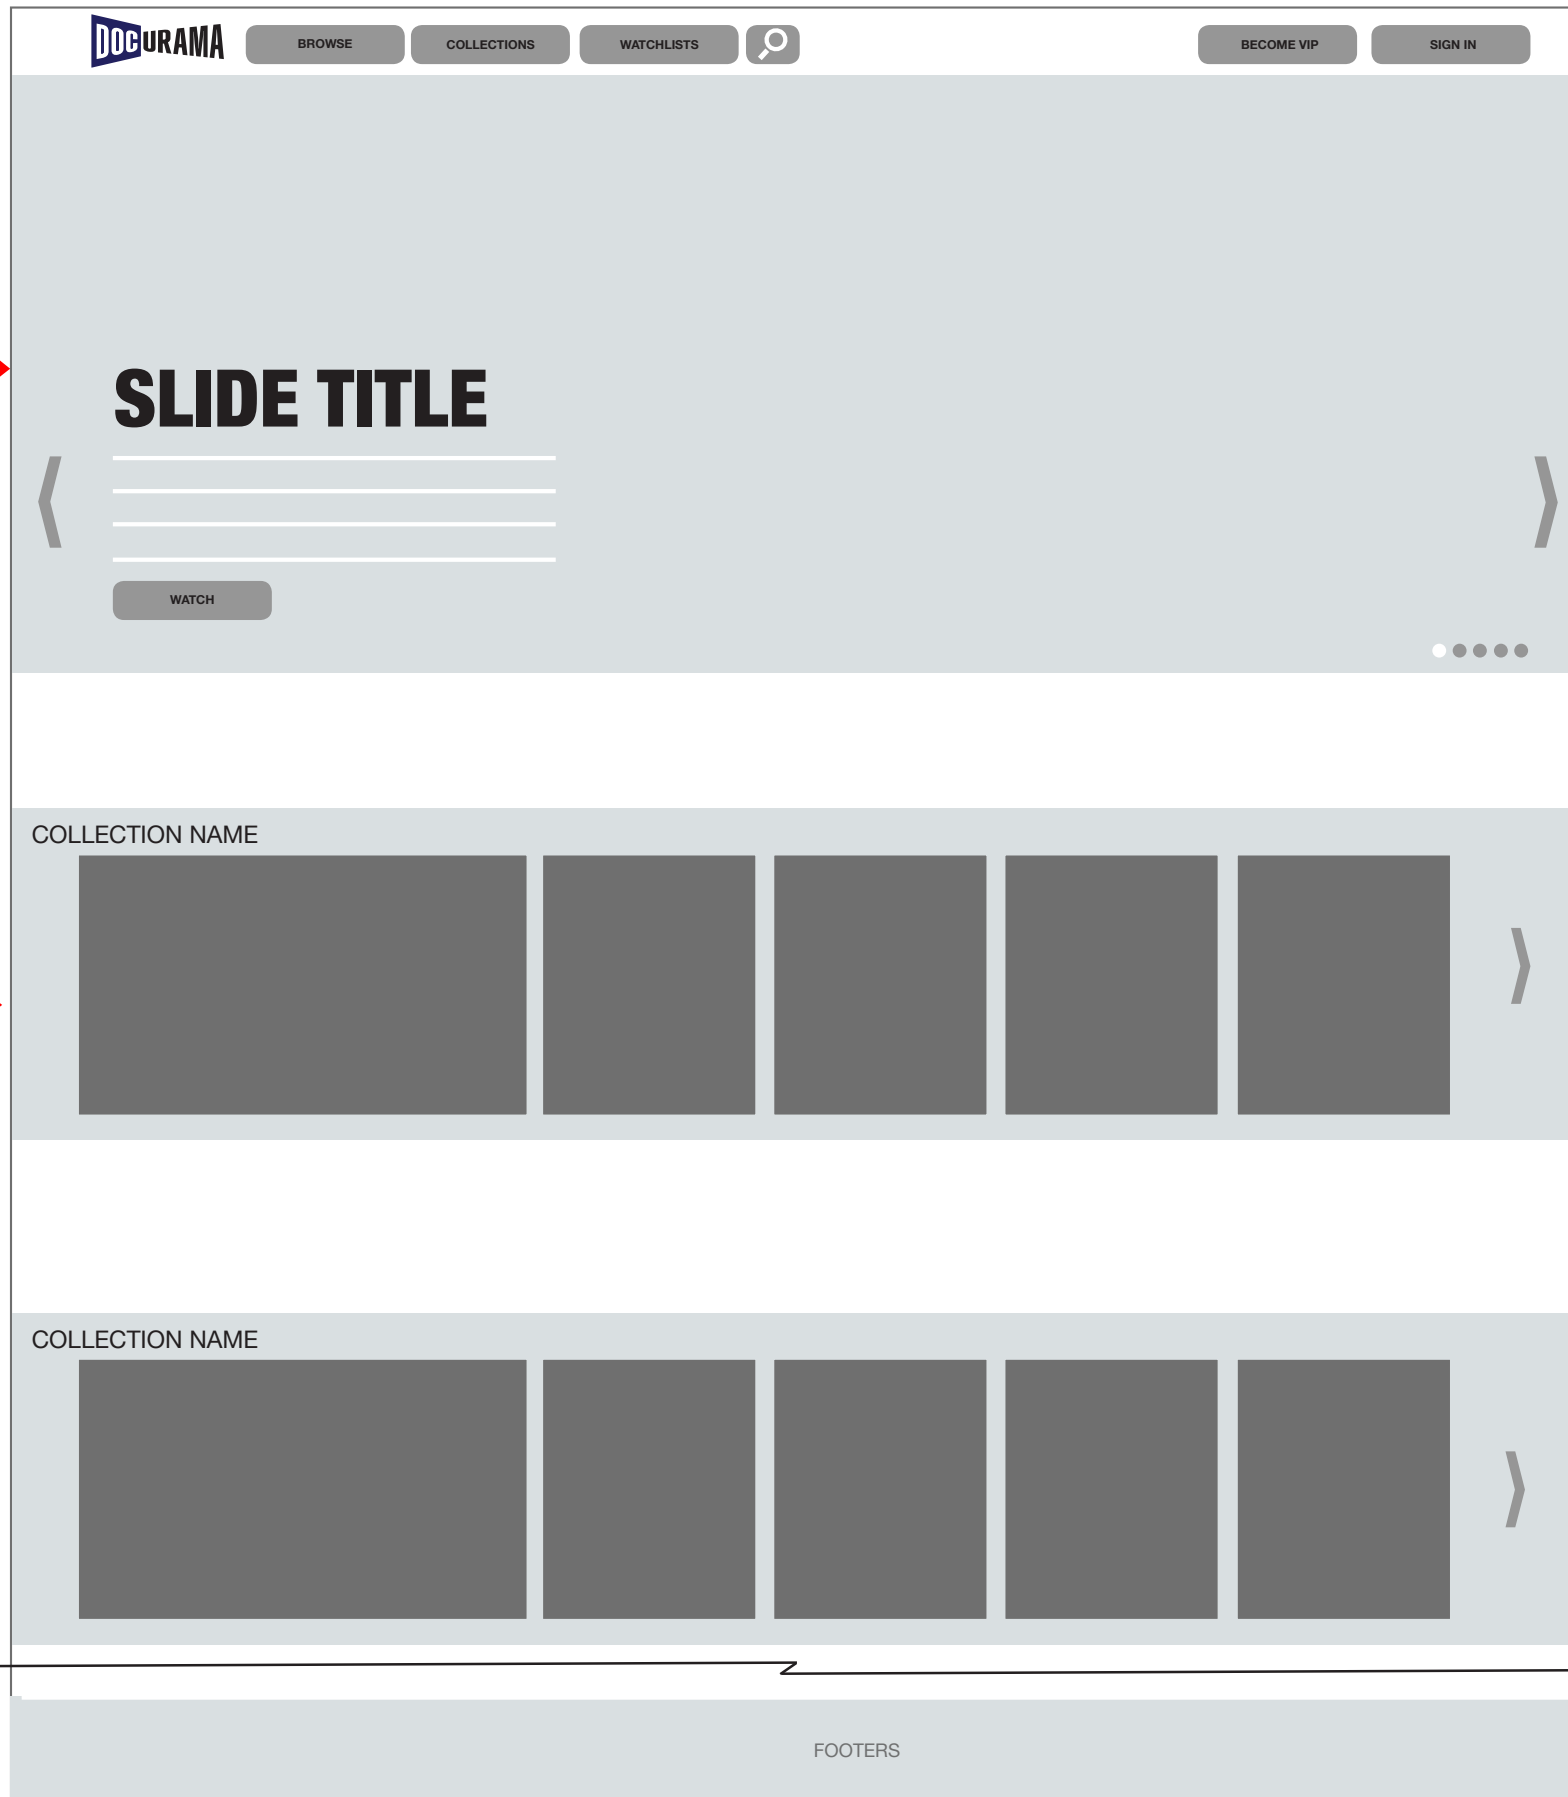 DOCURAMA
BROWSE
COLLECTIONS
WATCHLISTS
BECOME VIP
SIGN IN
SLIDE TITLE
WATCH
COLLECTION NAME
COLLECTION NAME
FOOTERS